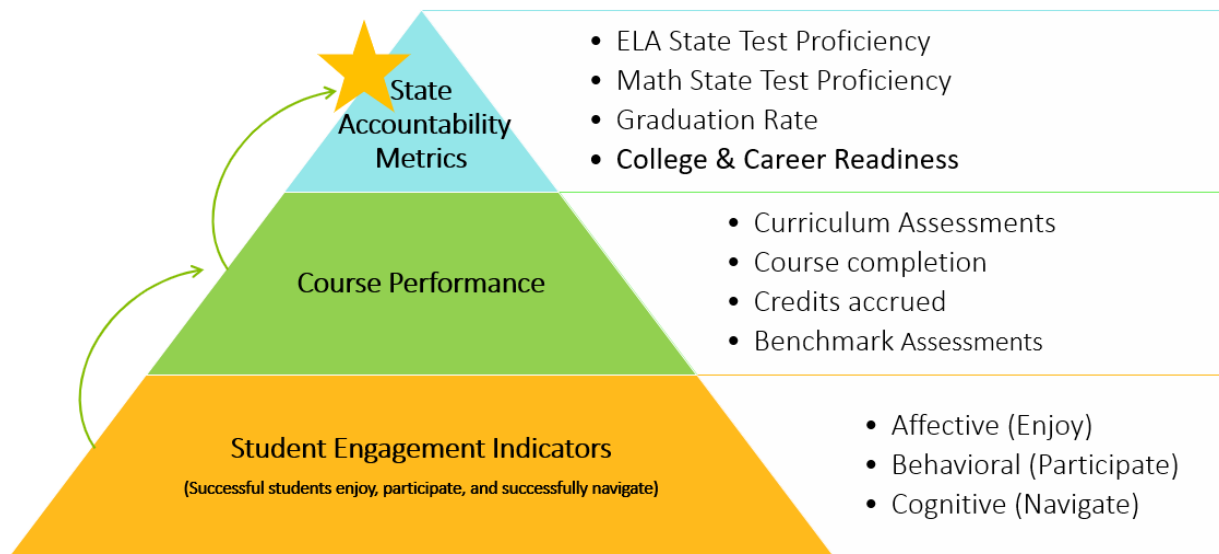 State
Accountability
Metrics
• ELA State Test Proficiency
• Math State Test Proficiency
• Graduation Rate
• College & Career Readiness
Course Performance
• Curriculum Assessments
• Course completion
• Credits accrued
• Benchmark Assessments
Student Engagement Indicators
(Successful students enjoy, participate, and successfully navigate)
• Affective (Enjoy)
• Behavioral (Participate)
• Cognitive (Navigate)